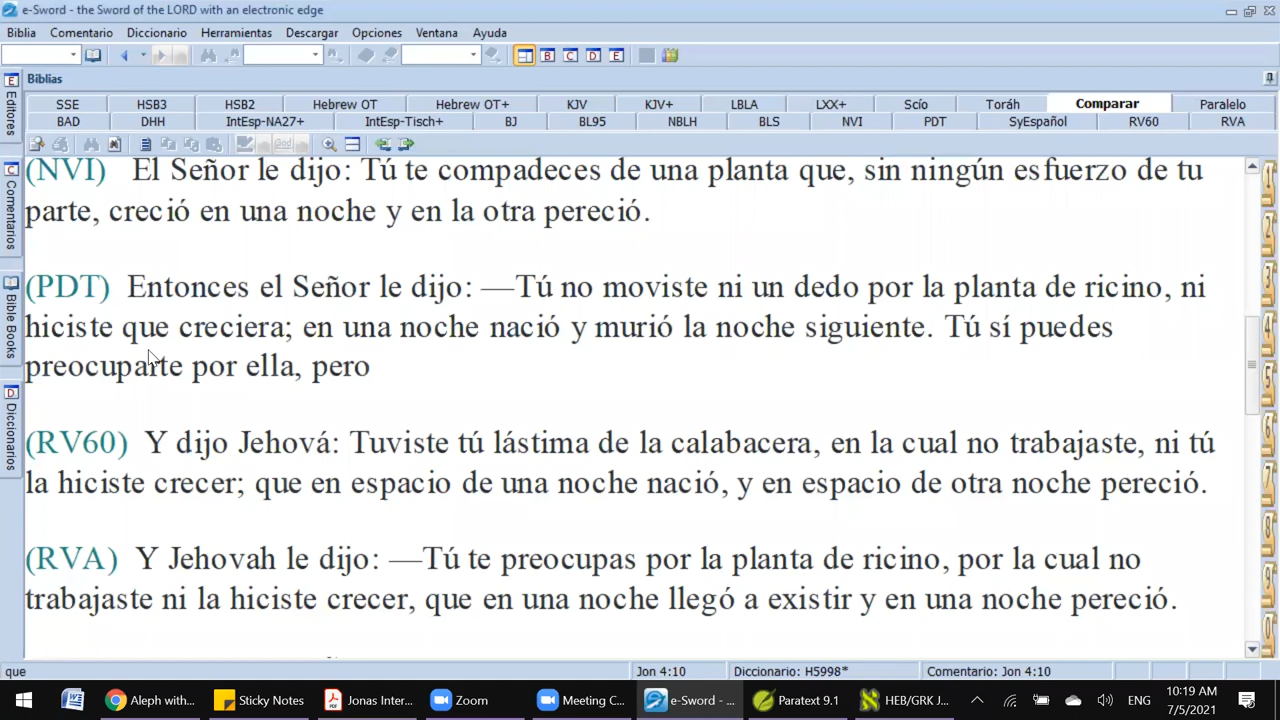 e-Sword - the Sword of the LORD with an electronic edge
Biblia Comentario Diccionario Herramientas Descargar Opciones Ventana Ayuda
B C D E
Biblias
SSE HSB3 HSB2 Hebrew OT Hebrew OT+ KJV KJV+ LBLA LXX+ Scío Toráh Comparar Paralelo
BAD DHH IntEsp-NA27+ IntEsp-Tisch+ BJ BL95 NBLH BLS NVI PDT SyEspañol RV60 RVA
E Editores
C Comentarios
Bible Books
D Diccionarios
(NVI) El Señor le dijo: Tú te compadeces de una planta que, sin ningún esfuerzo de tu
parte, creció en una noche y en la otra pereció.
(PDT) Entonces el Señor le dijo: —Tú no moviste ni un dedo por la planta de ricino, ni
hiciste que creciera; en una noche nació y murió la noche siguiente. Tú sí puedes
preocuparte por ella, pero
(RV60) Y dijo Jehová: Tuviste tú lástima de la calabacera, en la cual no trabajaste, ni tú
la hiciste crecer; que en espacio de una noche nació, y en espacio de otra noche pereció.
(RVA) Y Jehovah le dijo: —Tú te preocupas por la planta de ricino, por la cual no
trabajaste ni la hiciste crecer, que en una noche llegó a existir y en una noche pereció.
1
2
3
4
5
6
7
8
9
0
que Jon 4:10 Diccionario: H5998* Comentario: Jon 4:10
Aleph with... Sticky Notes Jonas Inter... Zoom Meeting C... e-Sword - ... Paratext 9.1 HEB/GRK J... ENG 10:19 AM
7/5/2021